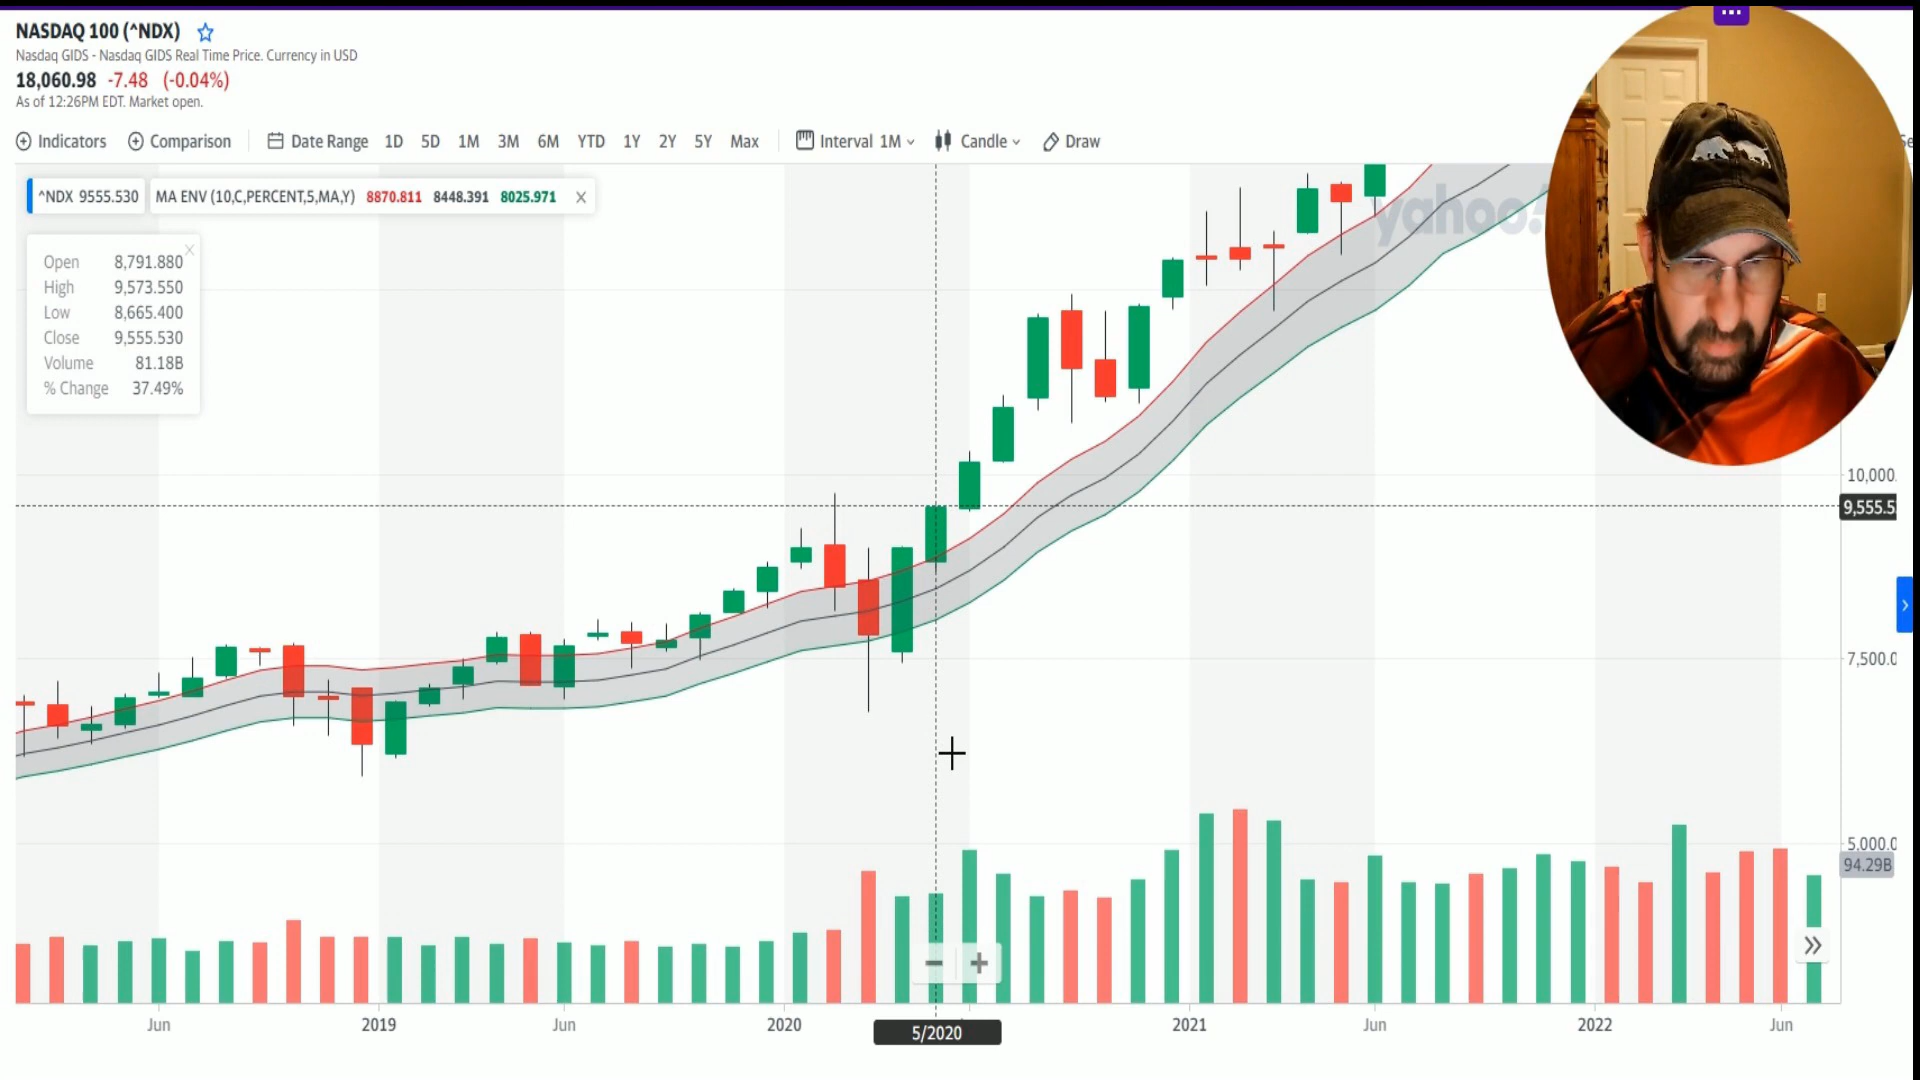 NASDAQ 100 (^NDX)
Nasdaq GIDS - Nasdaq GIDS Real Time Price. Currency in USD
18,060.98 -7.48 (-0.04%)
As of 12:26PM EDT. Market open.
Indicators Comparison Date Range 1D 5D 1M 3M 6M YTD 1Y 2Y 5Y Max Interval 1M Candle Draw
^NDX 9555.530 MA ENV (10,C,PERCENT,5,MA,Y) 8870.811 8448.391 8025.971 X
yahoo!
Open 8,791.880
High 9,573.550
Low 8,665.400
Close 9,555.530
Volume 81.18B
% Change 37.49%
10,000.
9,555.5
7,500.0
5,000.0
94.29B
Jun 2019 Jun 2020 5/2020 2021 Jun 2022 Jun